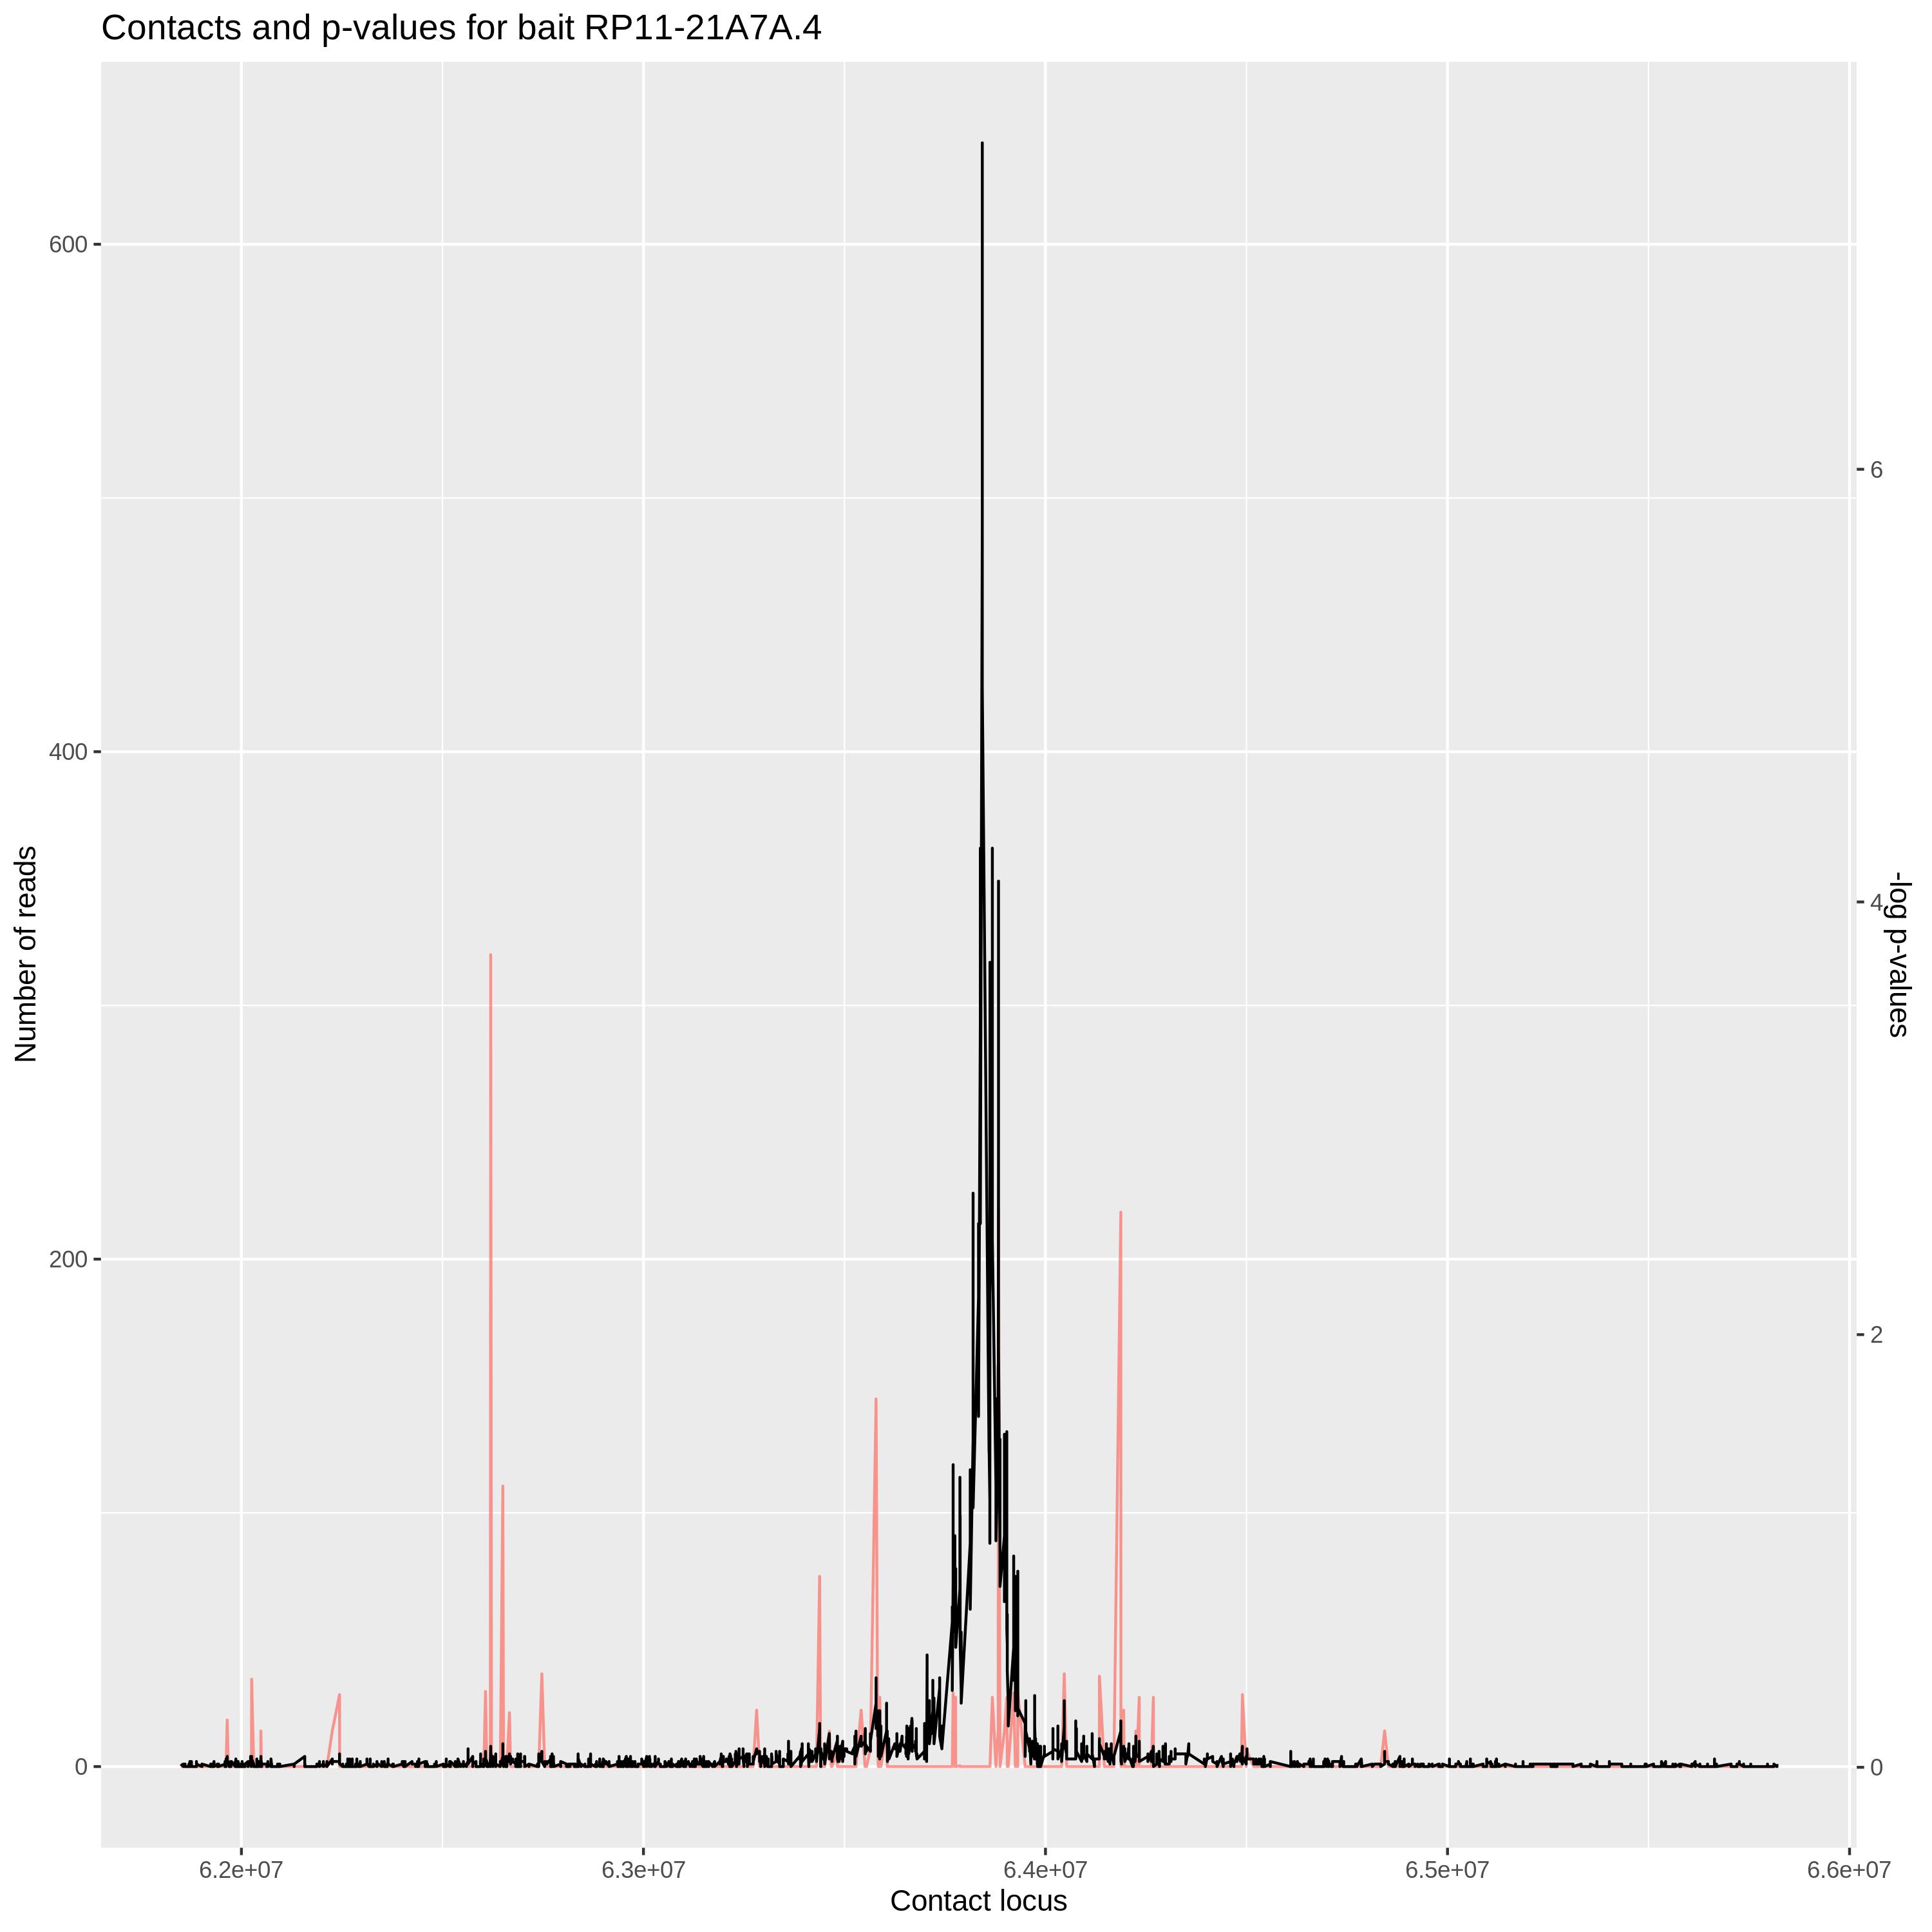 Contacts and p-values for bait RP11-21A7A.4
600
400
200
0
Number of reads
6
4
2
0
-log p-values
6.2e+07
6.3e+07
6.4e+07
6.5e+07
6.6e+07
Contact locus